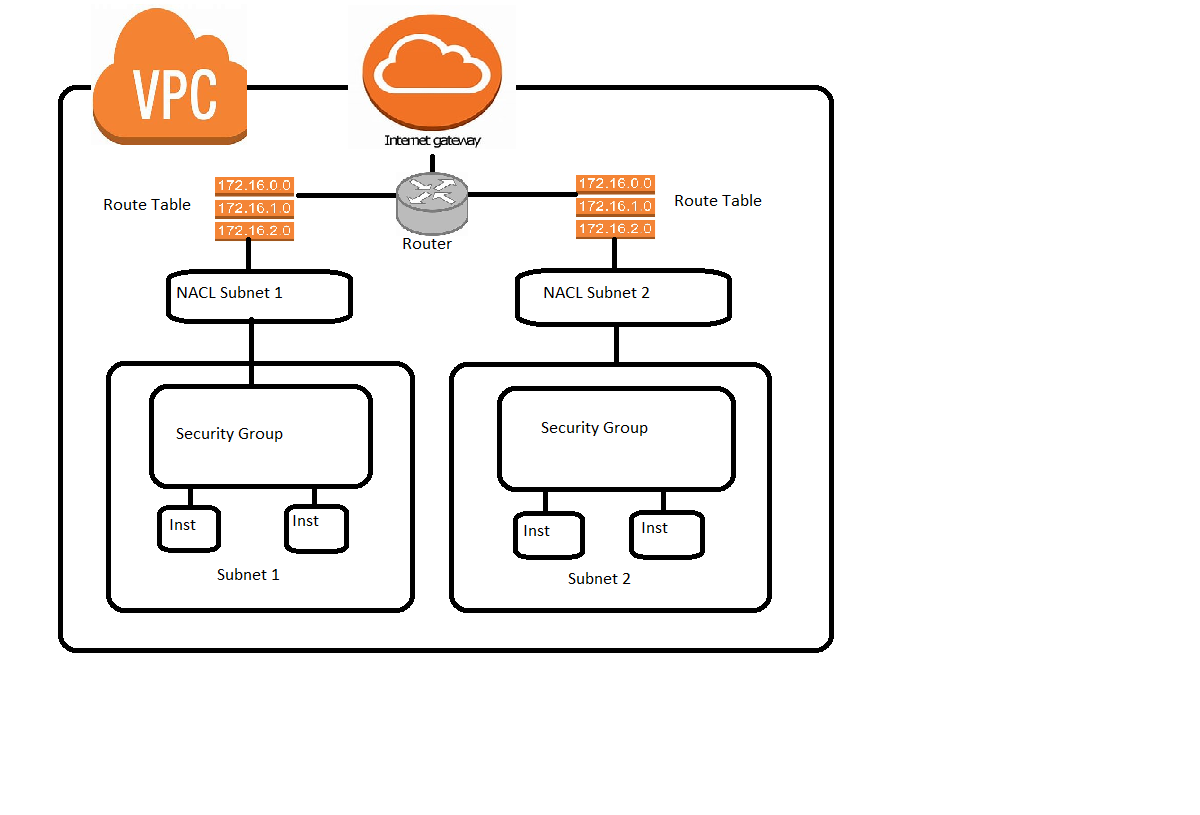 VPC
Internet gateway
Route Table
172.16.0.0
172.16.1.0
172.16.2.0
Router
172.16.0.0
172.16.1.0
172.16.2.0
Route Table
NACL Subnet 1
NACL Subnet 2
Security Group
Security Group
Inst
Inst
Inst
Inst
Subnet 1
Subnet 2